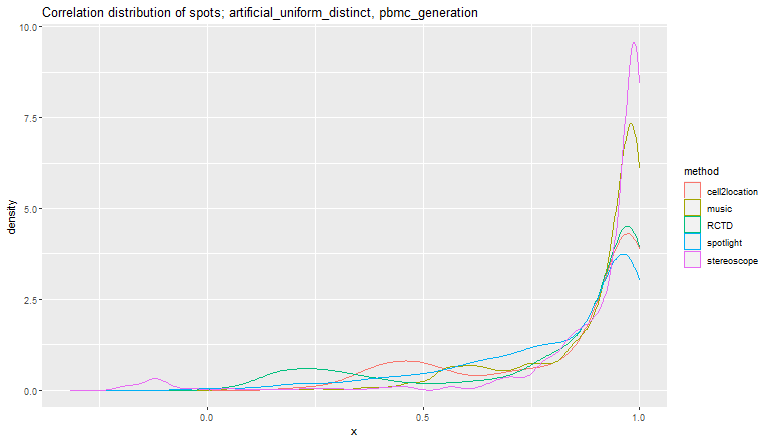 Correlation distribution of spots; artificial_uniform_distinct, pbmc_generation
10.0
7.5
5.0
2.5
0.0
density
0.0
0.5
1.0
x
method
cell2location
music
RCTD
spotlight
stereoscope